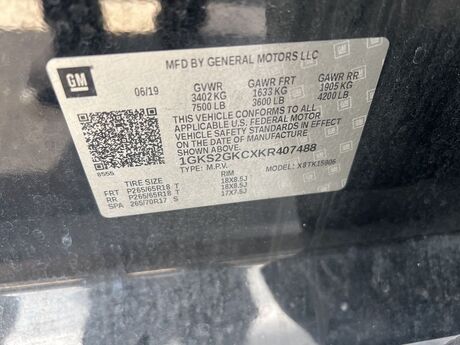 MFD BY GENERAL MOTORS LLC
GM
06/19 GVWR GAWR FRT GAWR RR
3402 KG 1633 KG 1905 KG
7500 LB 3600 LB 4200 LB
THIS VEHICLE CONFORMS TO ALL APPLICABLE
U.S. FEDERAL MOTOR
VEHICLE SAFETY STANDARDS IN EFFECT ON THE DATE
OF MANUFACTURE SHOWN ABOVE.
1GKS2GKCXKR407488
TYPE: M.P.V. MODEL: X8TK15906
TIRE SIZE RIM
FRT P265/65R18 T 18X8.5J
RR P265/65R18 T 18X8.5J
SPA 265/70R17 S 17X7.5J